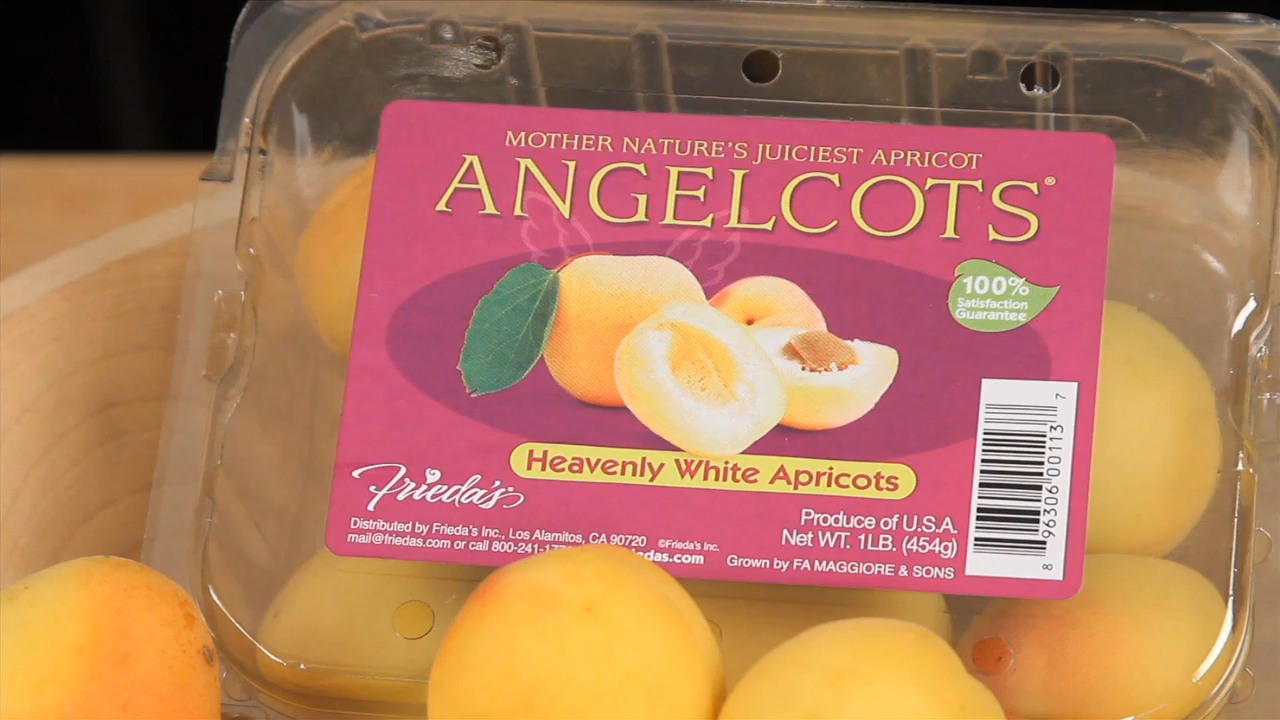 MOTHER NATURE'S JUICIEST APRICOT
ANGELCOTS®
100%
Satisfaction
Guarantee
Heavenly White Apricots
Frieda's
Distributed by Frieda's Inc., Los Alamitos, CA 90720 ©Frieda's Inc.
mail@friedas.com or call 800-241-
Produce of U.S.A.
Net WT. 1LB. (454g)
Grown by FA MAGGIORE & SONS
8 96306 00113 7